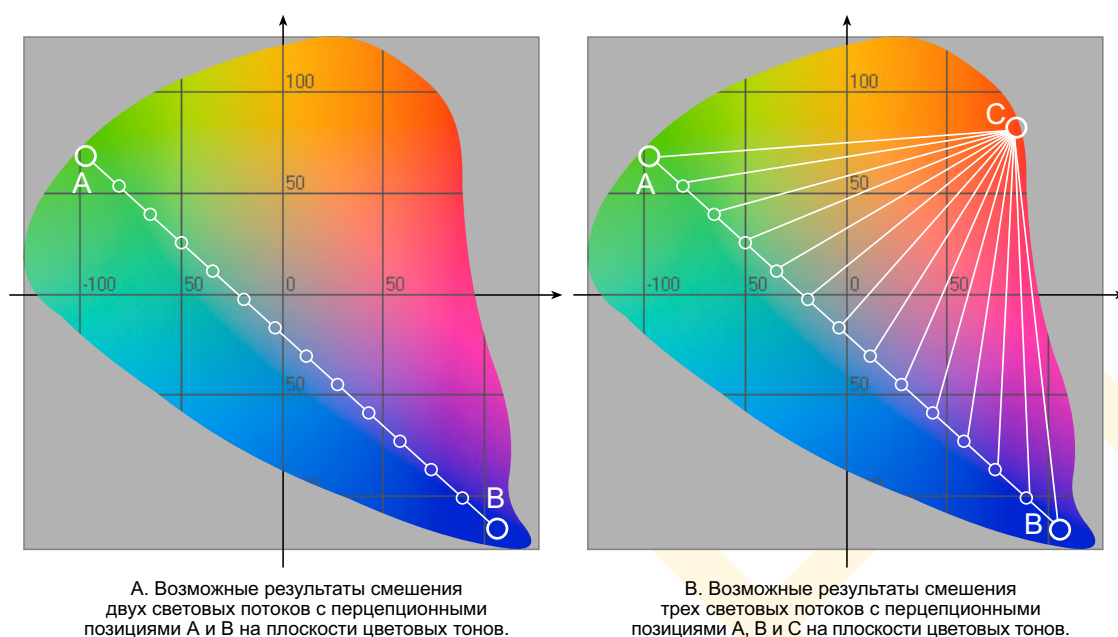 100
A
50
-100
50
0
50
50
B
А. Возможные результаты смешения
двух световых потоков с перцепционными
позициями А и В на плоскости цветовых тонов.
100
C
A
50
-100
50
0
50
50
B
В. Возможные результаты смешения
трех световых потоков с перцепционными
позициями А, В и С на плоскости цветовых тонов.